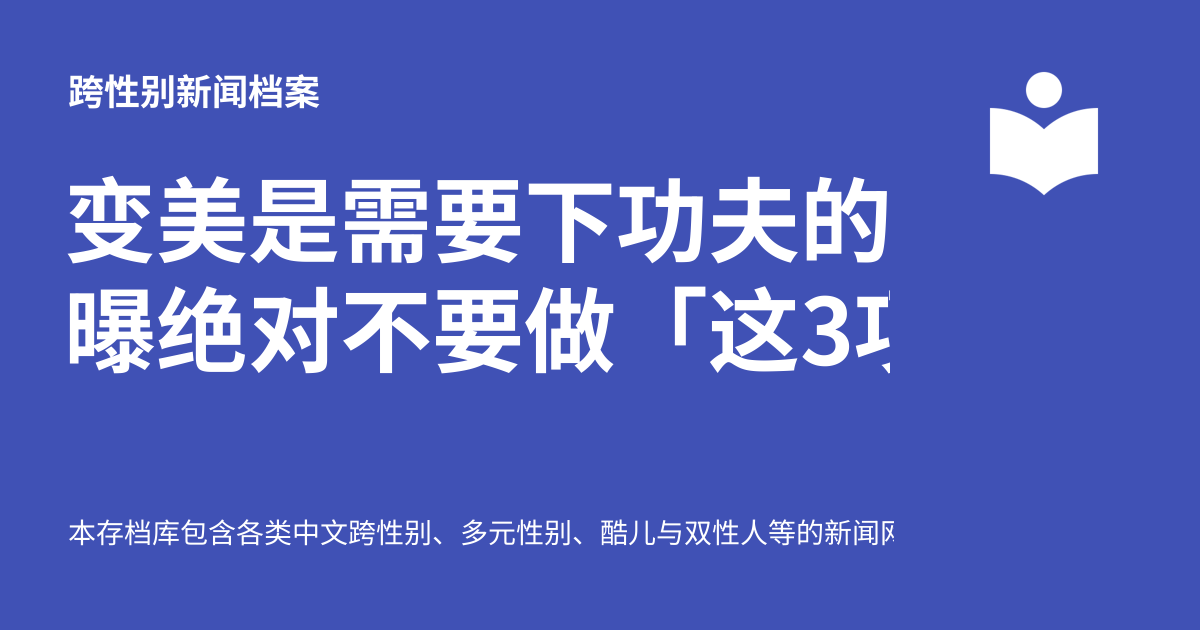 跨性别新闻档案
变美是需要下功夫的
曝绝对不要做「这3
本存档库包含各类中文跨性别、多元性别、酷儿与双性人等的新闻